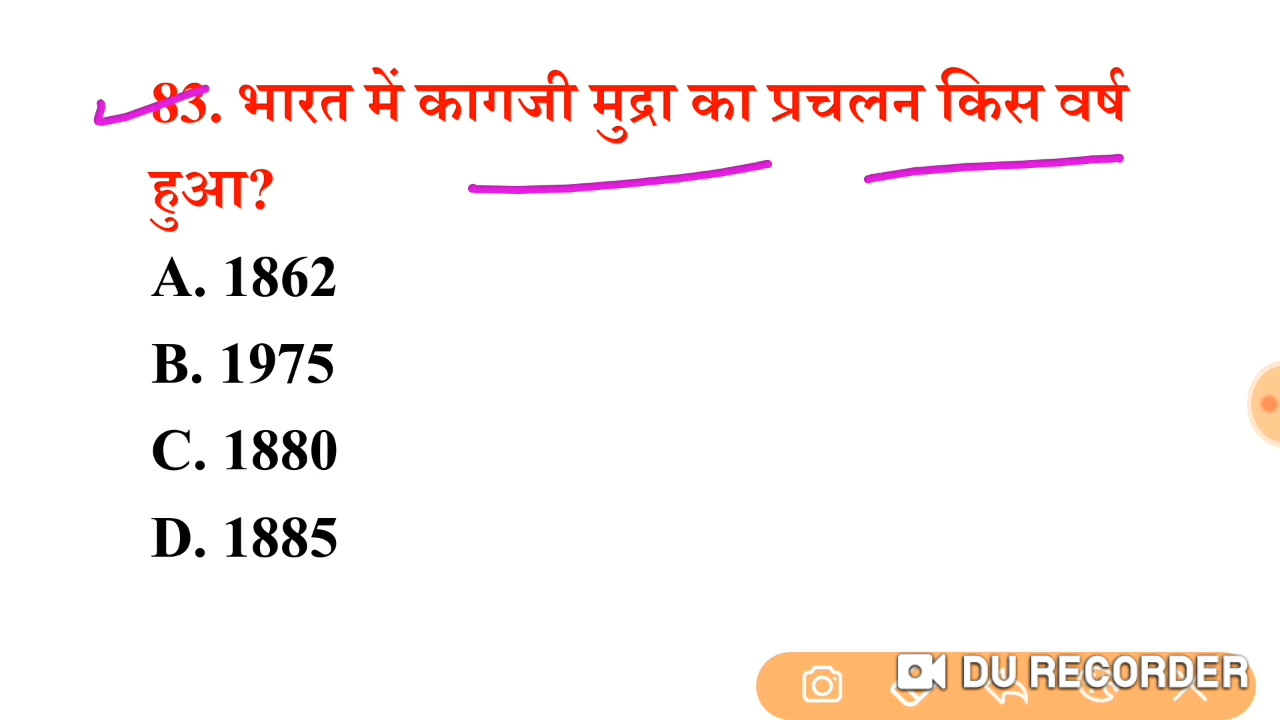 83. भारत में कागजी मुद्रा का प्रचलन किस वर्ष
हुआ?
A. 1862
B. 1975
C. 1880
D. 1885
DU RECORDER